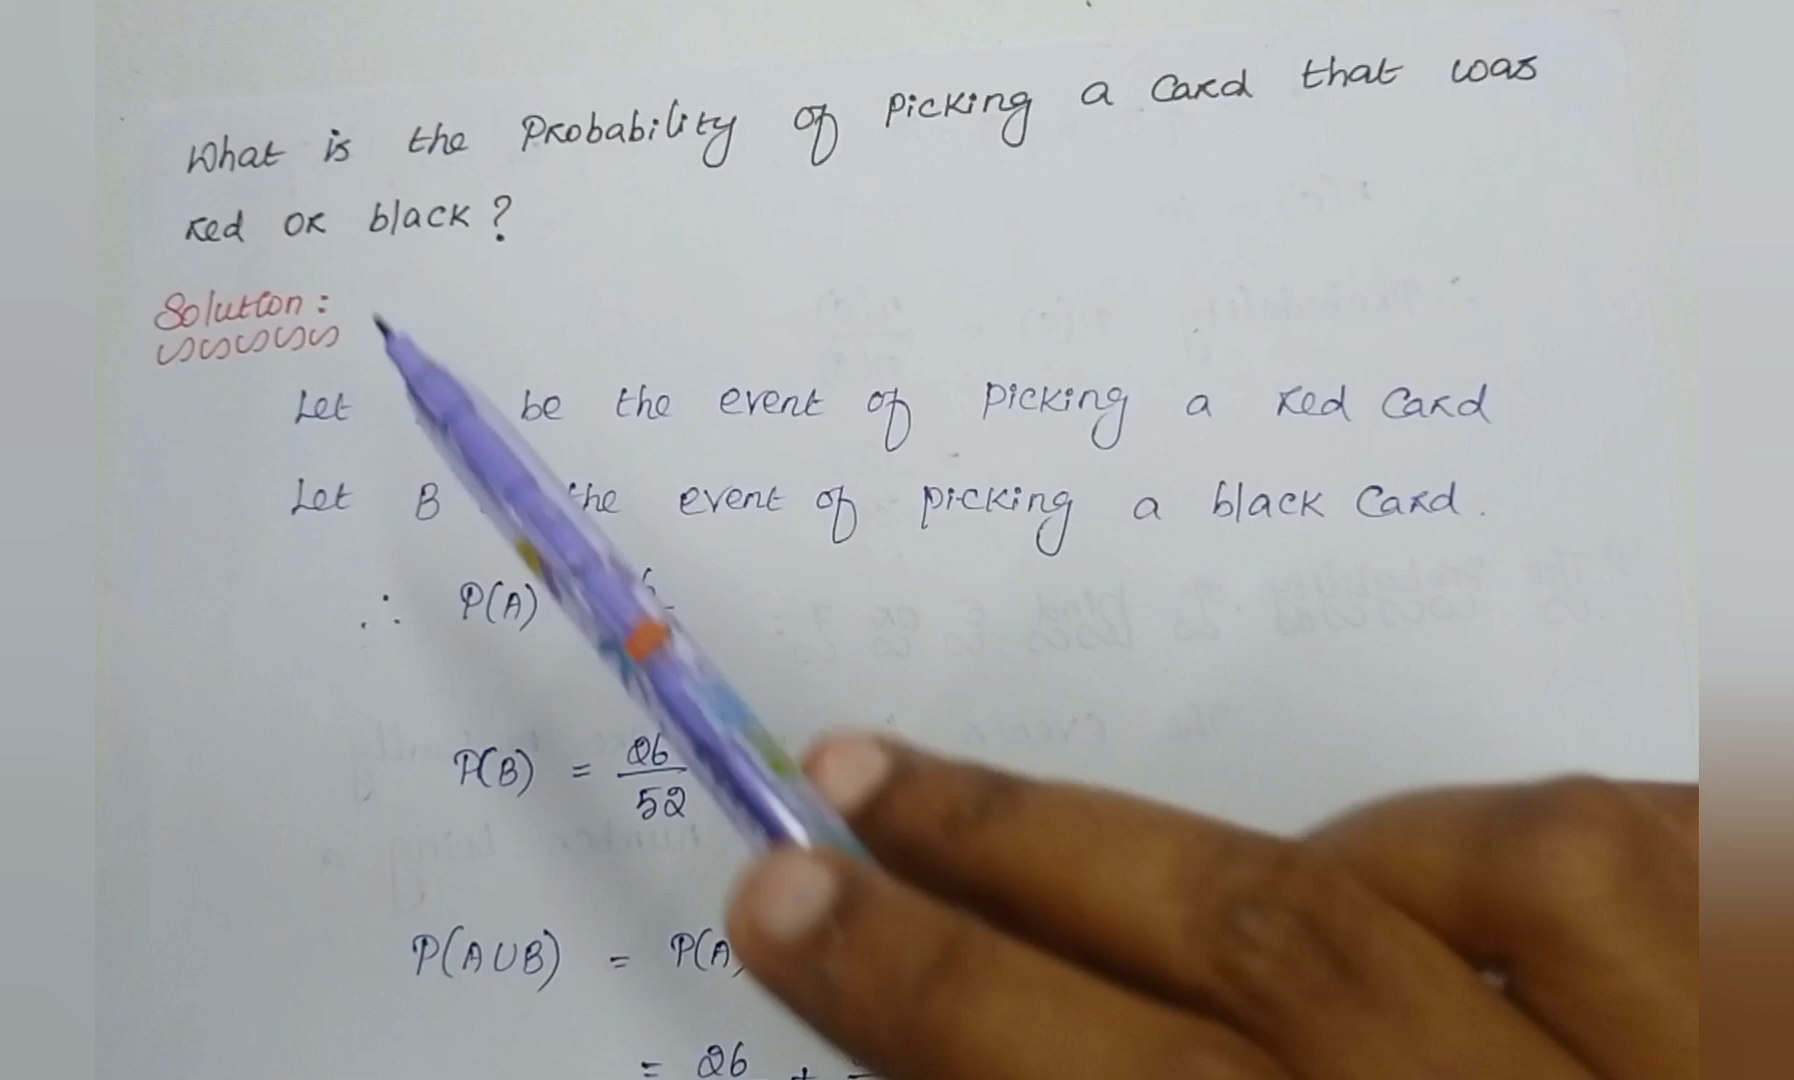 What is the Probability of Picking a Card that was
red or black?
Solution:
Let be the event of Picking a red Card
Let B the event of picking a black Card.
∴ P(A)
P(B) = 26/52
P(A∪B) = P(A)
= 26 +